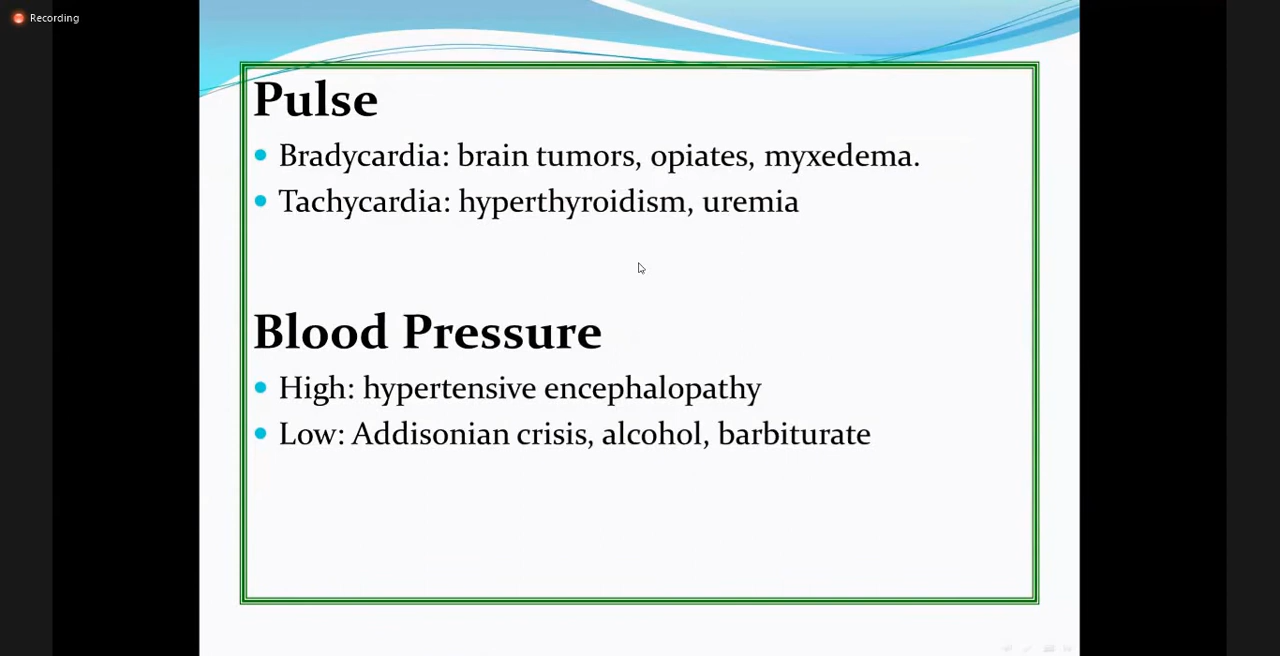 Recording
Pulse
Bradycardia: brain tumors, opiates, myxedema.
Tachycardia: hyperthyroidism, uremia
Blood Pressure
High: hypertensive encephalopathy
Low: Addisonian crisis, alcohol, barbiturate